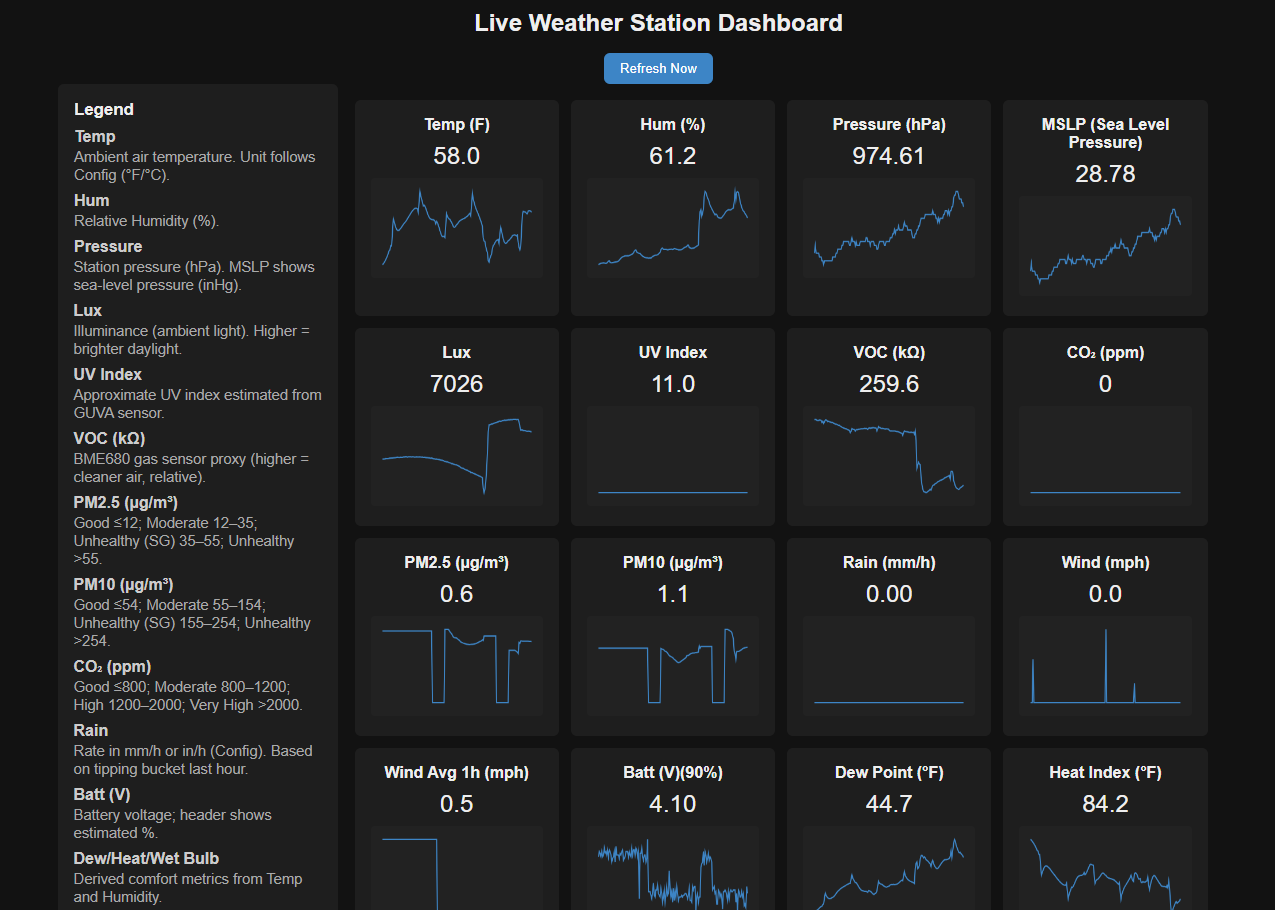 Live Weather Station Dashboard
Refresh Now
Legend
Temp
Ambient air temperature. Unit follows
Config (°F/°C).
Hum
Relative Humidity (%).
Pressure
Station pressure (hPa). MSLP shows
sea-level pressure (inHg).
Lux
Illuminance (ambient light). Higher =
brighter daylight.
UV Index
Approximate UV index estimated from
GUVA sensor.
VOC (kΩ)
BME680 gas sensor proxy (higher =
cleaner air, relative).
PM2.5 (µg/m³)
Good ≤12; Moderate 12–35;
Unhealthy (SG) 35–55; Unhealthy
>55.
PM10 (µg/m³)
Good ≤54; Moderate 55–154;
Unhealthy (SG) 155–254; Unhealthy
>254.
CO₂ (ppm)
Good ≤800; Moderate 800–1200;
High 1200–2000; Very High >2000.
Rain
Rate in mm/h or in/h (Config). Based
on tipping bucket last hour.
Batt (V)
Battery voltage; header shows
estimated %.
Dew/Heat/Wet Bulb
Derived comfort metrics from Temp
and Humidity.
Temp (F)
58.0
Hum (%)
61.2
Pressure (hPa)
974.61
MSLP (Sea Level
Pressure)
28.78
Lux
7026
UV Index
11.0
VOC (kΩ)
259.6
CO₂ (ppm)
0
PM2.5 (µg/m³)
0.6
PM10 (µg/m³)
1.1
Rain (mm/h)
0.00
Wind (mph)
0.0
Wind Avg 1h (mph)
0.5
Batt (V)(90%)
4.10
Dew Point (°F)
44.7
Heat Index (°F)
84.2